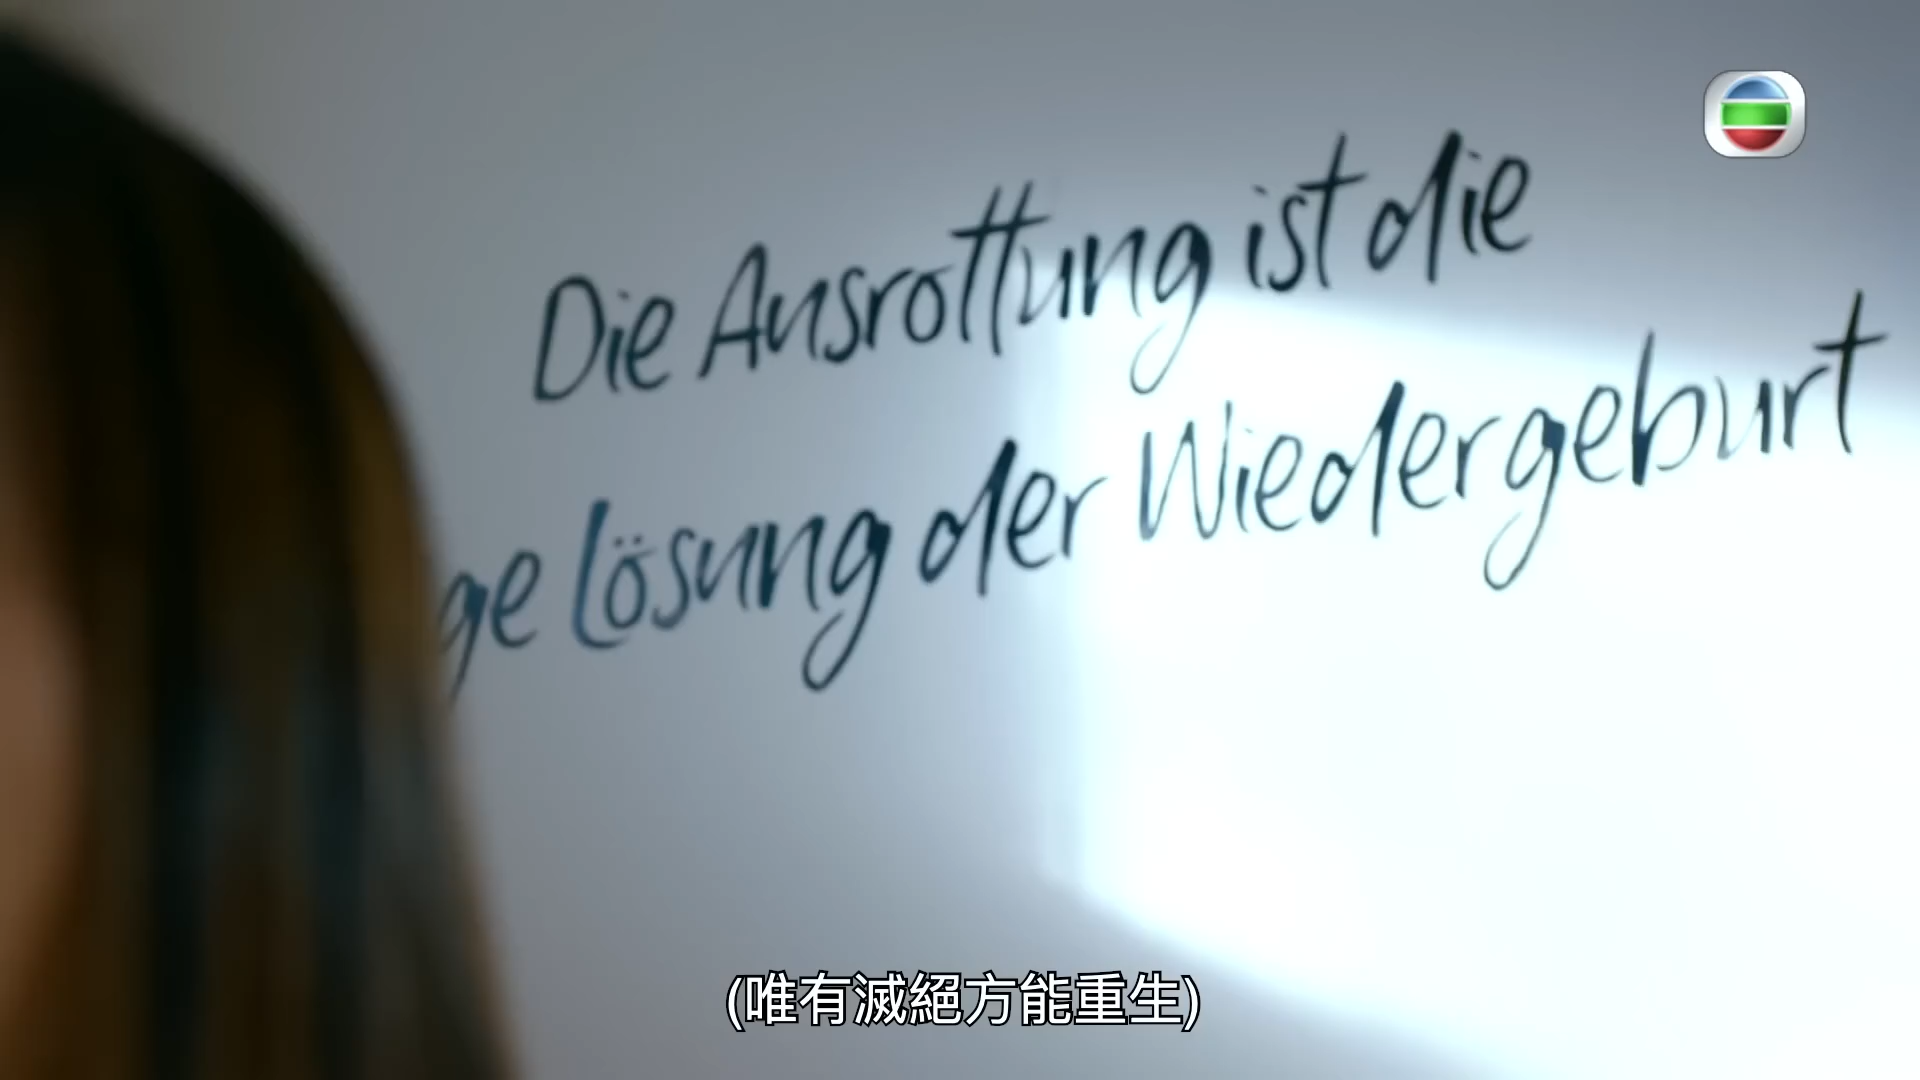 Die Ausrottung ist die
ge Lösung der Wiedergeburt
(唯有滅絕方能重生)